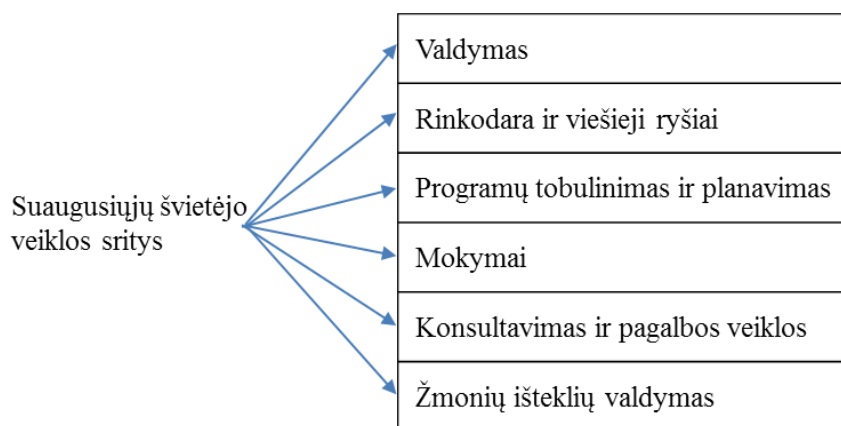 Valdymas
Rinkodara ir viešieji ryšiai
Programų tobulinimas ir planavimas
Suaugusiųjų švietėjo
veiklos sritys
Mokymai
Konsultavimas ir pagalbos veiklos
Žmonių išteklių valdymas